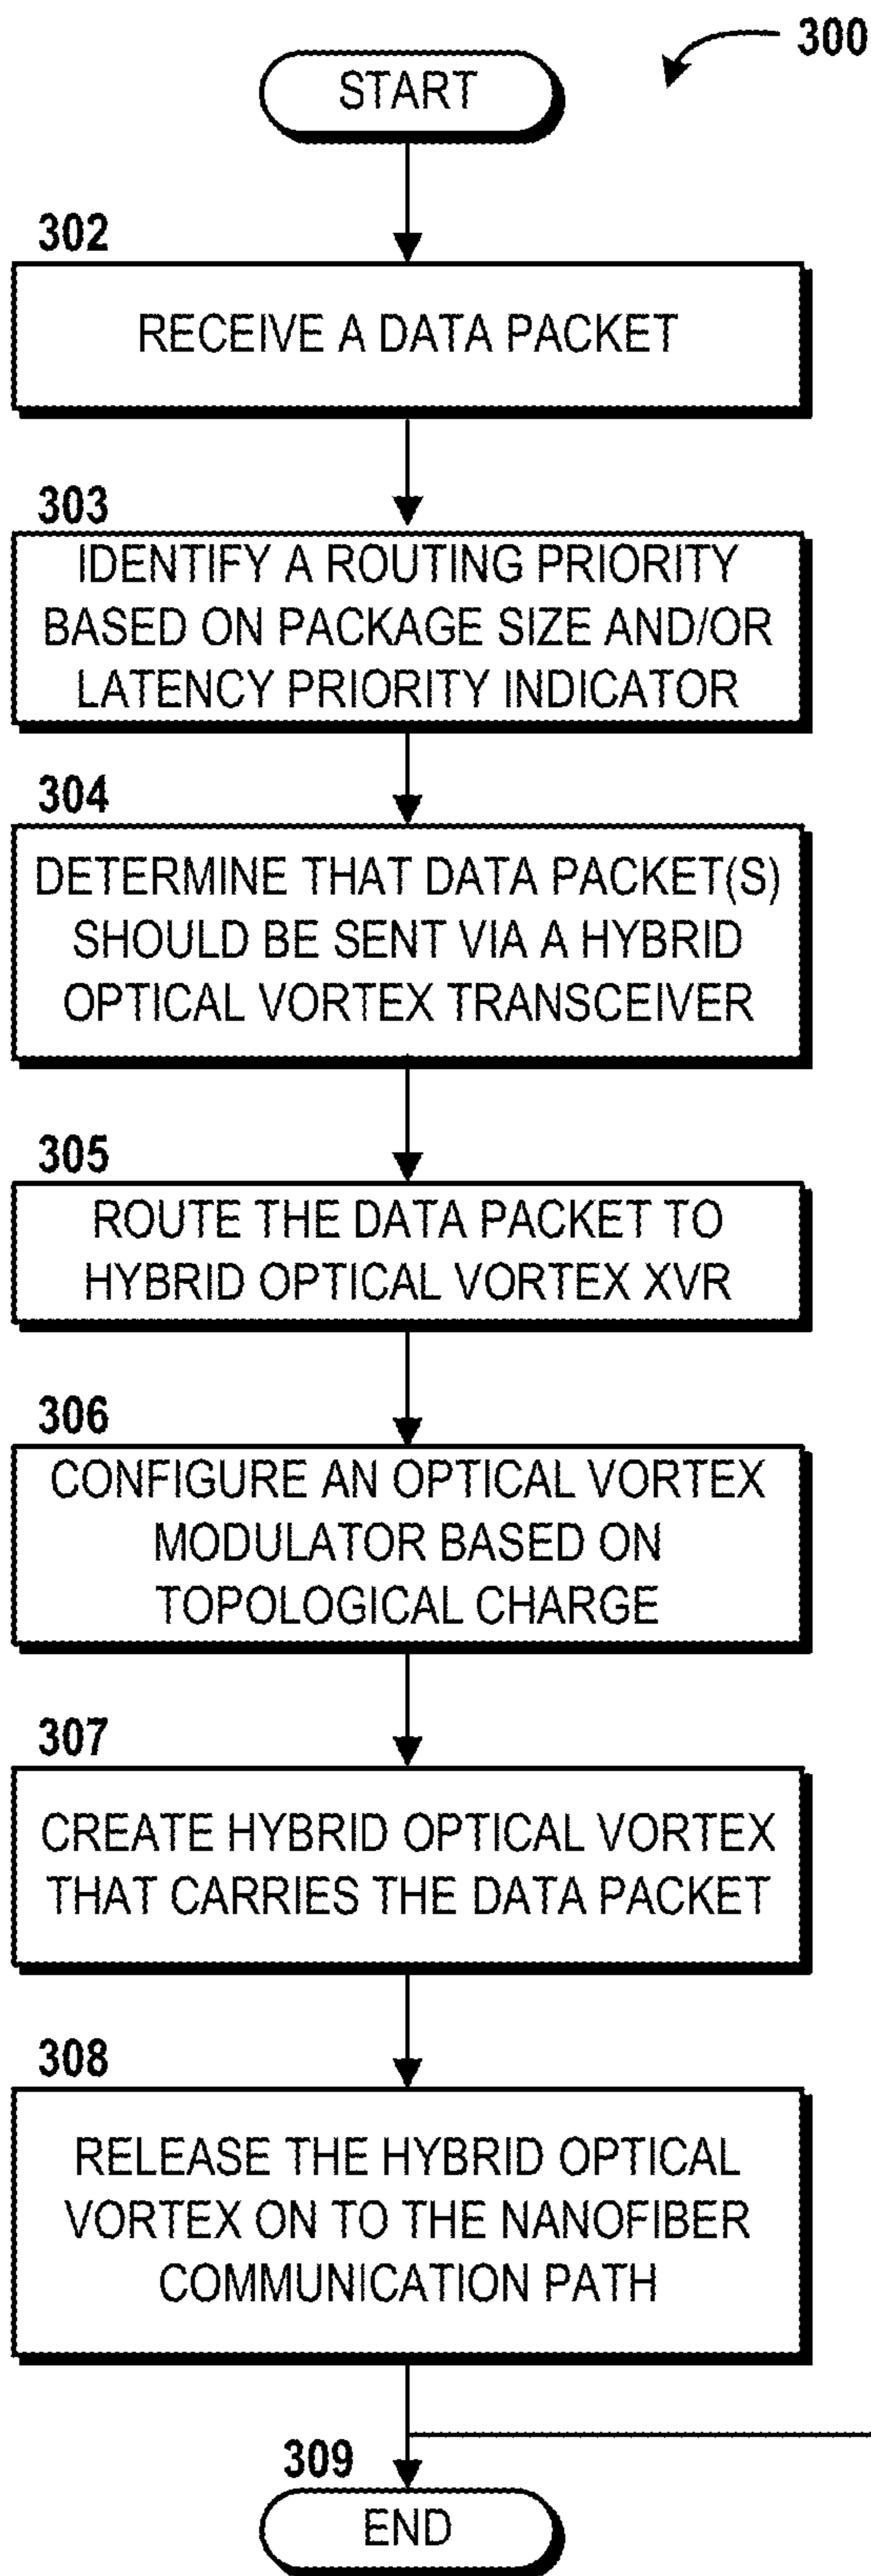 300
START
302
RECEIVE A DATA PACKET
303
IDENTIFY A ROUTING PRIORITY
BASED ON PACKAGE SIZE AND/OR
LATENCY PRIORITY INDICATOR
304
DETERMINE THAT DATA PACKET(S)
SHOULD BE SENT VIA A HYBRID
OPTICAL VORTEX TRANSCEIVER
305
ROUTE THE DATA PACKET TO
HYBRID OPTICAL VORTEX XVR
306
CONFIGURE AN OPTICAL VORTEX
MODULATOR BASED ON
TOPOLOGICAL CHARGE
307
CREATE HYBRID OPTICAL VORTEX
THAT CARRIES THE DATA PACKET
308
RELEASE THE HYBRID OPTICAL
VORTEX ON TO THE NANOFIBER
COMMUNICATION PATH
309
END